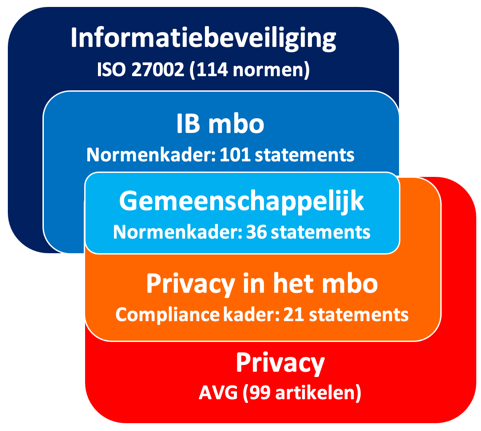 Informatiebeveiliging
ISO 27002 (114 normen)
IB mbo
Normenkader: 101 statements
Gemeenschappelijk
Normenkader: 36 statements
Privacy in het mbo
Compliance kader: 21 statements
Privacy
AVG (99 artikelen)